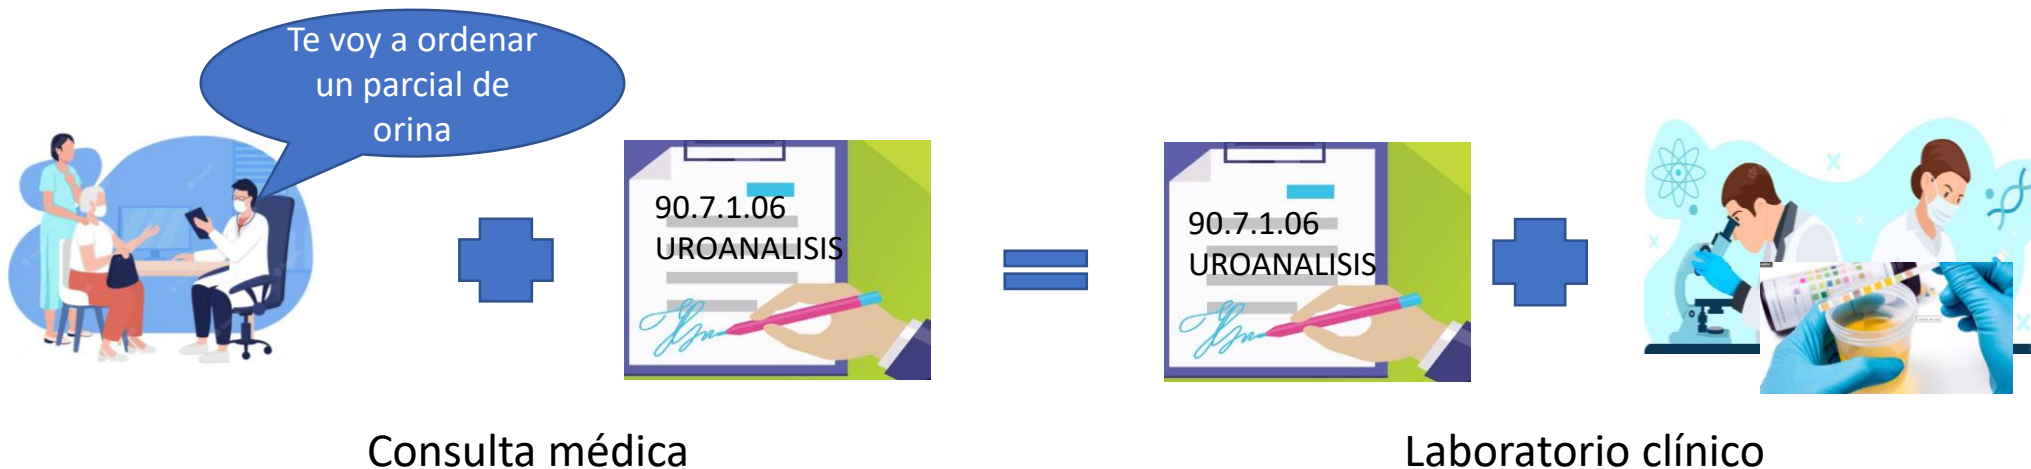 Te voy a ordenar
un parcial de
orina
90.7.1.06
UROANALISIS
90.7.1.06
UROANALISIS
Consulta médica
Laboratorio clínico